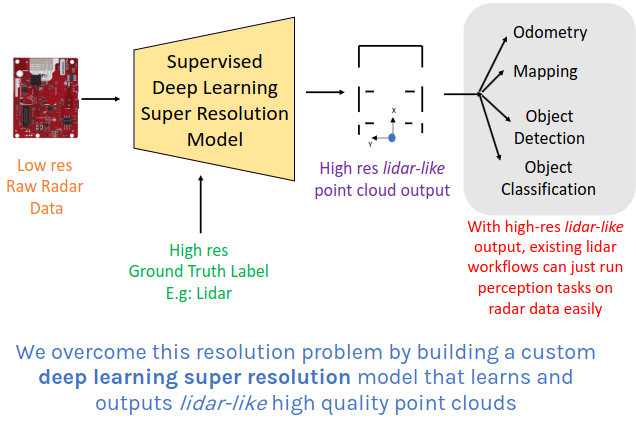 Supervised
Deep Learning
Super Resolution
Model
Low res
Raw Radar
Data
High res
Ground Truth Label
E.g: Lidar
X
Y
High res lidar-like
point cloud output
Odometry
Mapping
Object
Detection
Object
Classification
With high-res lidar-like
output, existing lidar
workflows can just run
perception tasks on
radar data easily
We overcome this resolution problem by building a custom
deep learning super resolution model that learns and
outputs lidar-like high quality point clouds